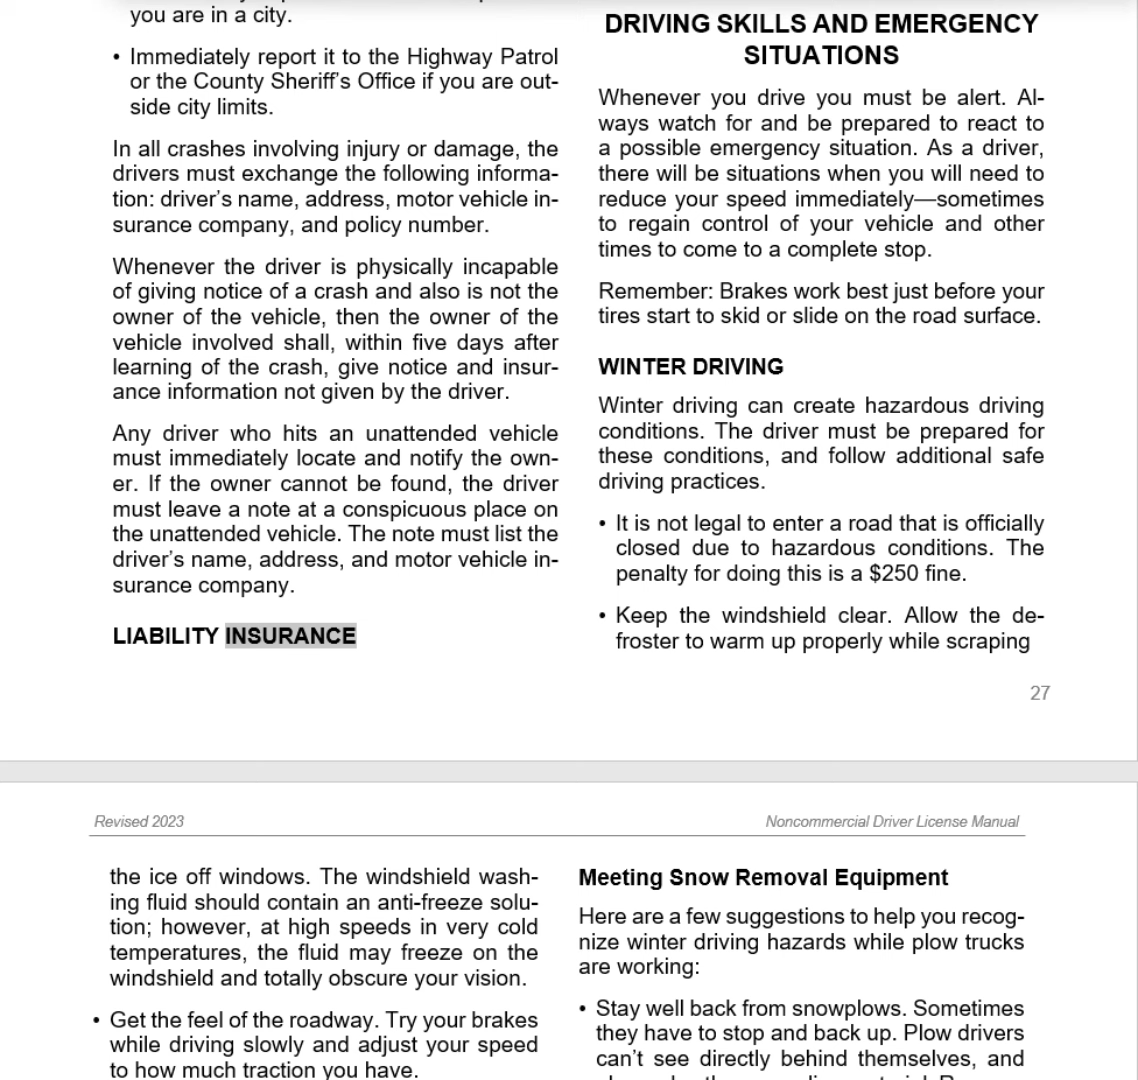 you are in a city.
• Immediately report it to the Highway Patrol
or the County Sheriff's Office if you are out-
side city limits.
In all crashes involving injury or damage, the
drivers must exchange the following informa-
tion: driver's name, address, motor vehicle in-
surance company, and policy number.
Whenever the driver is physically incapable
of giving notice of a crash and also is not the
owner of the vehicle, then the owner of the
vehicle involved shall, within five days after
learning of the crash, give notice and insur-
ance information not given by the driver.
Any driver who hits an unattended vehicle
must immediately locate and notify the own-
er. If the owner cannot be found, the driver
must leave a note at a conspicuous place on
the unattended vehicle. The note must list the
driver's name, address, and motor vehicle in-
surance company.
LIABILITY INSURANCE
DRIVING SKILLS AND EMERGENCY
SITUATIONS
Whenever you drive you must be alert. Al-
ways watch for and be prepared to react to
a possible emergency situation. As a driver,
there will be situations when you will need to
reduce your speed immediately—sometimes
to regain control of your vehicle and other
times to come to a complete stop.
Remember: Brakes work best just before your
tires start to skid or slide on the road surface.
WINTER DRIVING
Winter driving can create hazardous driving
conditions. The driver must be prepared for
these conditions, and follow additional safe
driving practices.
• It is not legal to enter a road that is officially
closed due to hazardous conditions. The
penalty for doing this is a $250 fine.
• Keep the windshield clear. Allow the de-
froster to warm up properly while scraping
27
Revised 2023
Noncommercial Driver License Manual
the ice off windows. The windshield wash-
ing fluid should contain an anti-freeze solu-
tion; however, at high speeds in very cold
temperatures, the fluid may freeze on the
windshield and totally obscure your vision.
• Get the feel of the roadway. Try your brakes
while driving slowly and adjust your speed
to how much traction you have.
Meeting Snow Removal Equipment
Here are a few suggestions to help you recog-
nize winter driving hazards while plow trucks
are working:
• Stay well back from snowplows. Sometimes
they have to stop and back up. Plow drivers
can't see directly behind themselves, and